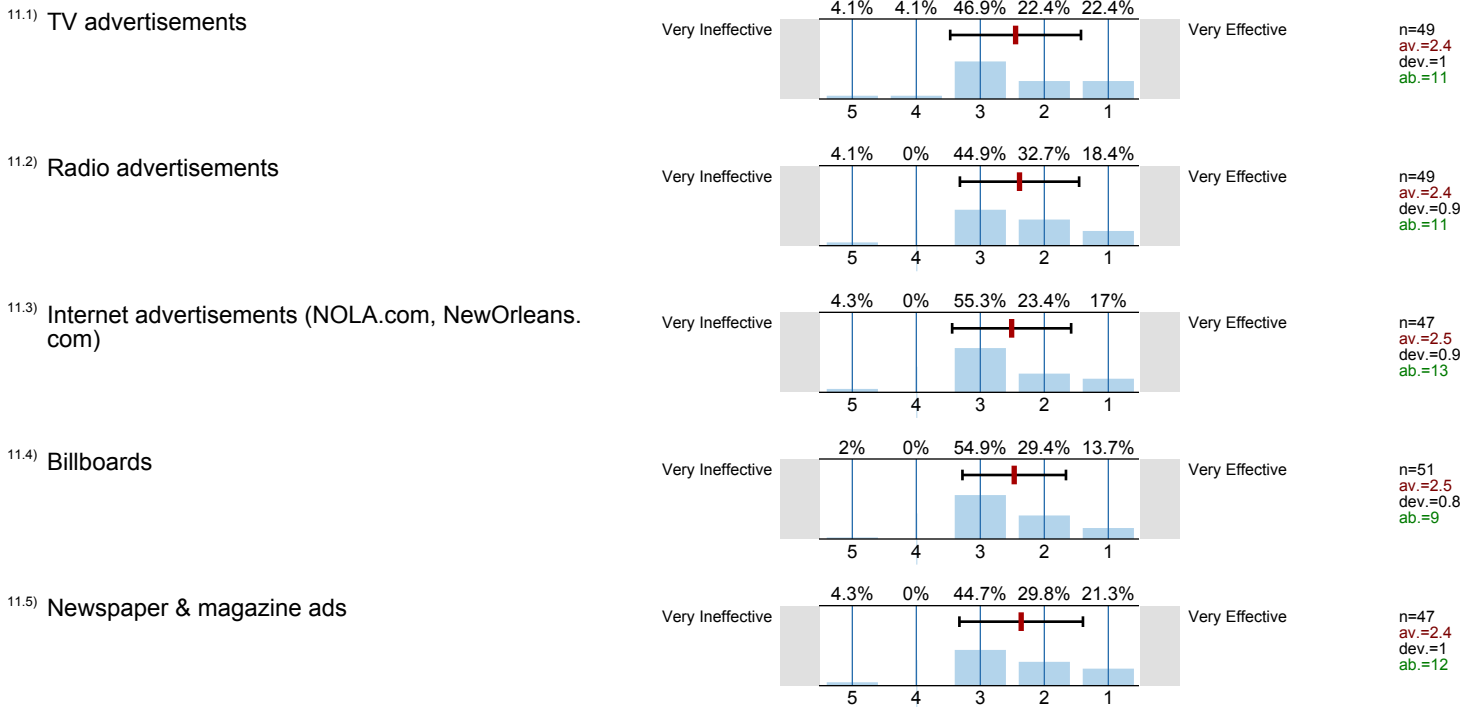 4.1% 4.1% 46.9% 22.4% 22.4%
11.1) TV advertisements
Very Ineffective
Very Effective
n=49
av.=2.4
dev.=1
ab.=11
5 4 3 2 1
4.1% 0% 44.9% 32.7% 18.4%
11.2) Radio advertisements
Very Ineffective
Very Effective
n=49
av.=2.4
dev.=0.9
ab.=11
5 4 3 2 1
4.3% 0% 55.3% 23.4% 17%
11.3) Internet advertisements (NOLA.com, NewOrleans.
com)
Very Ineffective
Very Effective
n=47
av.=2.5
dev.=0.9
ab.=13
5 4 3 2 1
2% 0% 54.9% 29.4% 13.7%
11.4) Billboards
Very Ineffective
Very Effective
n=51
av.=2.5
dev.=0.8
ab.=9
5 4 3 2 1
4.3% 0% 44.7% 29.8% 21.3%
11.5) Newspaper & magazine ads
Very Ineffective
Very Effective
n=47
av.=2.4
dev.=1
ab.=12
5 4 3 2 1